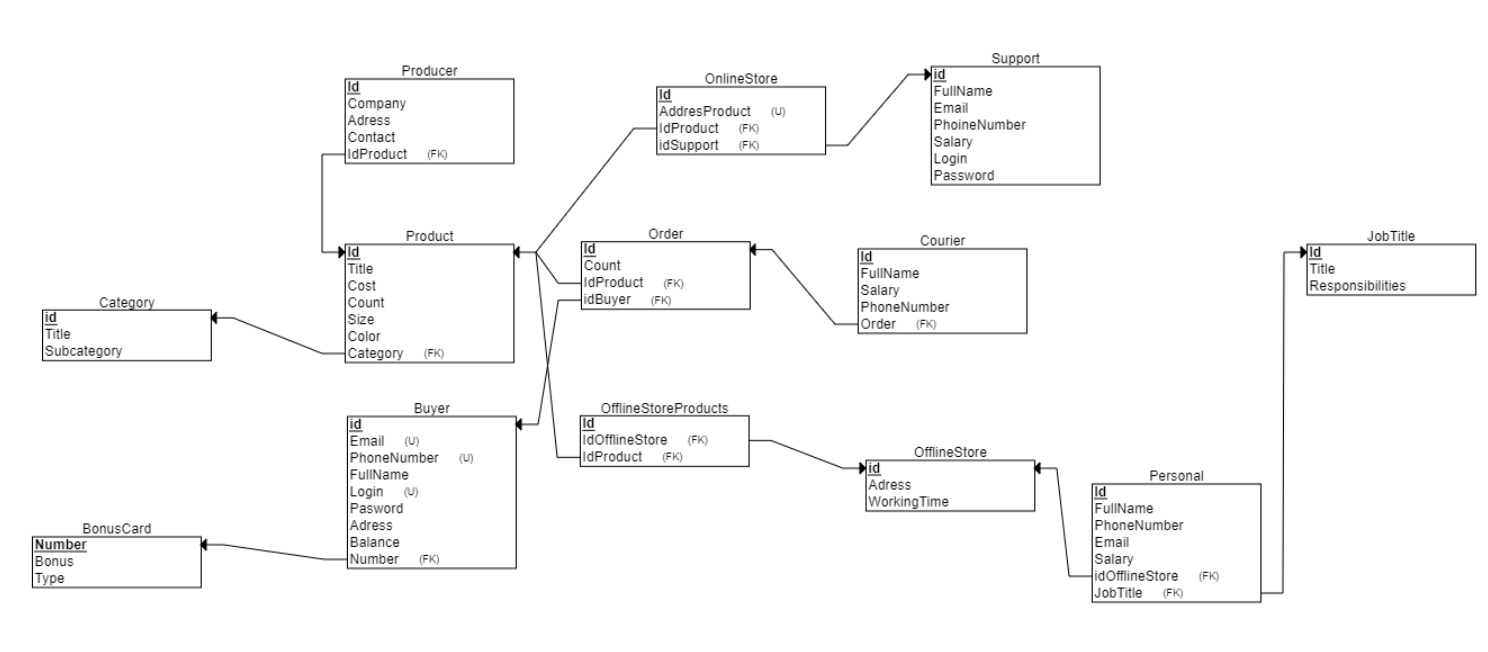 Producer
Id
Company
Adress
Contact
IdProduct (FK)
OnlineStore
Id
AddresProduct (U)
IdProduct (FK)
idSupport (FK)
Support
id
FullName
Email
PhoineNumber
Salary
Login
Password
Product
Id
Title
Cost
Count
Size
Color
Category (FK)
Order
Id
Count
IdProduct (FK)
idBuyer (FK)
Courier
Id
FullName
Salary
PhoneNumber
Order (FK)
JobTitle
Id
Title
Responsibilities
Category
id
Title
Subcategory
Buyer
id
Email (U)
PhoneNumber (U)
FullName
Login (U)
Pasword
Adress
Balance
Number (FK)
OfflineStoreProducts
Id
IdOfflineStore (FK)
IdProduct (FK)
OfflineStore
id
Adress
WorkingTime
Personal
Id
FullName
PhoneNumber
Email
Salary
idOfflineStore (FK)
JobTitle (FK)
BonusCard
Number
Bonus
Type